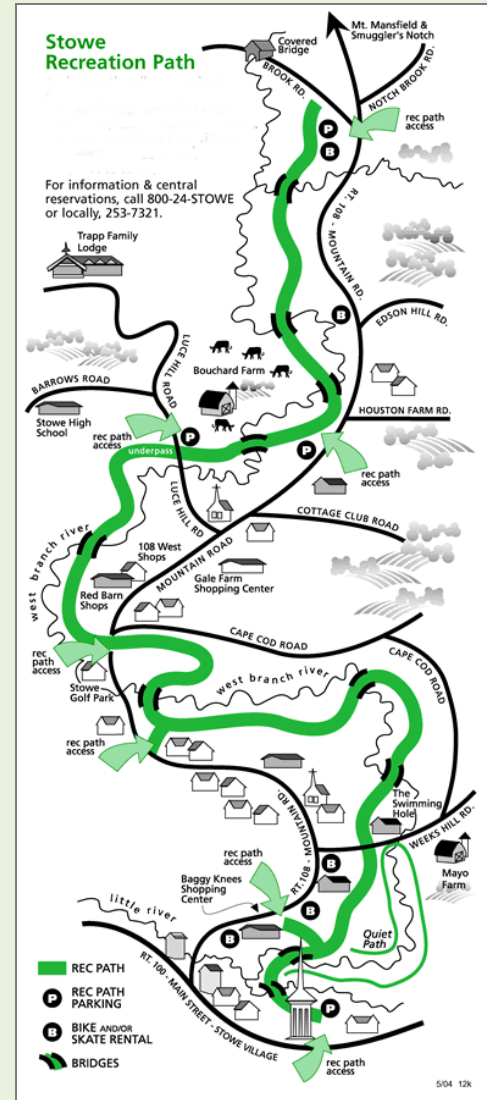 Stowe
Recreation Path
For information & central
reservations, call 800-24-STOWE
or locally, 253-7321.
Mt. Mansfield &
Smuggler's Notch
Covered
Bridge
BROOK RD.
NOTCH BROOK RD.
P
rec path
access
B
Trapp Family
Lodge
RT. 108 - MOUNTAIN RD.
B
EDSON HILL RD.
LUCE HILL ROAD
Bouchard Farm
BARROWS ROAD
Stowe High
School
HOUSTON FARM RD.
rec path
access
P
underpass
P
rec path
access
LUCE HILL RD
COTTAGE CLUB ROAD
west branch river
108 West
Shops
MOUNTAIN ROAD
Red Barn
Shops
Gale Farm
Shopping Center
CAPE COD ROAD
rec
path
access
Stowe
Golf Park
west branch river
CAPE COD ROAD
rec path
access
The
Swimming
Hole
WEEKS HILL RD.
RT.108 - MOUNTAIN RD.
Mayo
Farm
rec path
access
B
Baggy Knees
Shopping
Center
B
little river
B
Quiet
Path
REC PATH
P
REC PATH
PARKING
B
BIKE AND/OR
SKATE RENTAL
BRIDGES
RT. 100 - MAIN STREET - STOWE VILLAGE
P
rec path
access
5/04 12k